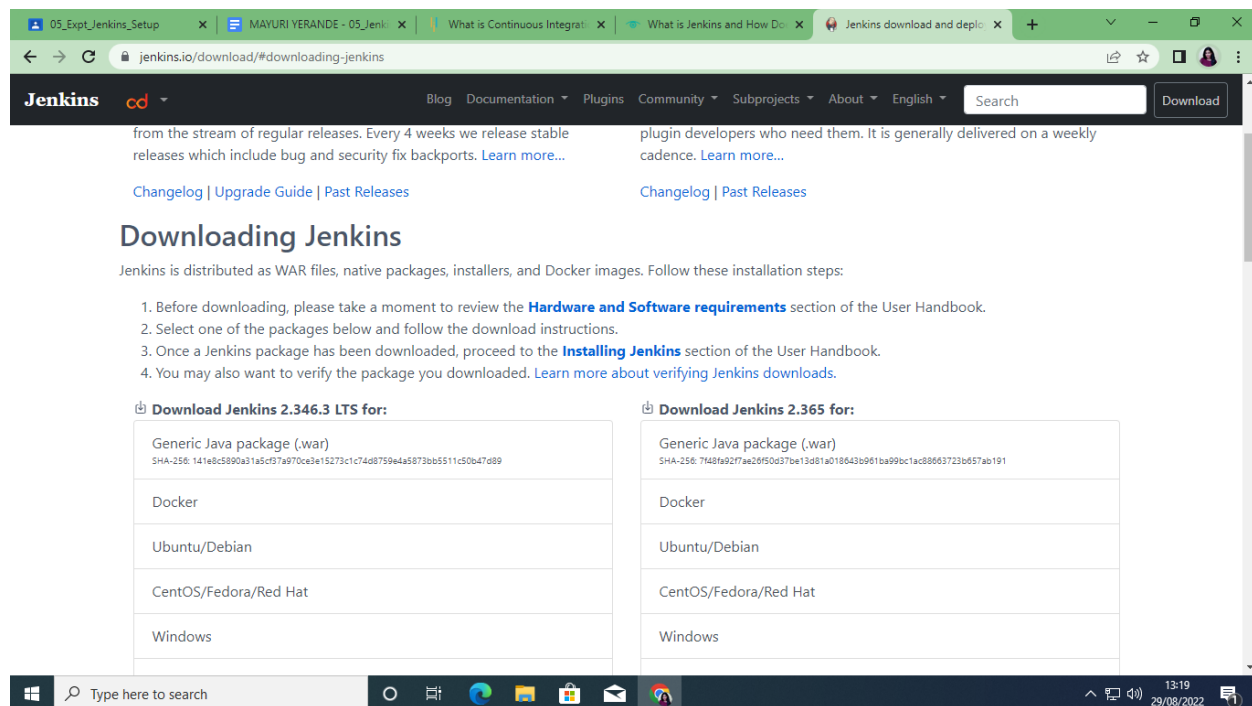 05_Expt_Jenkins_Setup
MAYURI YERANDE - 05_Jenki
What is Continuous Integrati
What is Jenkins and How Do
Jenkins download and deplo
jenkins.io/download/#downloading-jenkins
Jenkins
cd
Blog Documentation Plugins Community Subprojects About English
Search
Download
from the stream of regular releases. Every 4 weeks we release stable
releases which include bug and security fix backports. Learn more...
Changelog | Upgrade Guide | Past Releases
plugin developers who need them. It is generally delivered on a weekly
cadence. Learn more...
Changelog | Past Releases
Downloading Jenkins
Jenkins is distributed as WAR files, native packages, installers, and Docker images. Follow these installation steps:
1. Before downloading, please take a moment to review the Hardware and Software requirements section of the User Handbook.
2. Select one of the packages below and follow the download instructions.
3. Once a Jenkins package has been downloaded, proceed to the Installing Jenkins section of the User Handbook.
4. You may also want to verify the package you downloaded. Learn more about verifying Jenkins downloads.
Download Jenkins 2.346.3 LTS for:
Generic Java package (.war)
SHA-256: 141e8c5890a31a5cf37a970ce3e15273c1c74d8759e4a5873bb5511c50b47d89
Docker
Ubuntu/Debian
CentOS/Fedora/Red Hat
Windows
Download Jenkins 2.365 for:
Generic Java package (.war)
SHA-256: 7f48fa92f7ae26f50d37be13d81a018643b961ba99bc1ac88663723b657ab191
Docker
Ubuntu/Debian
CentOS/Fedora/Red Hat
Windows
Type here to search
13:19
29/08/2022
1